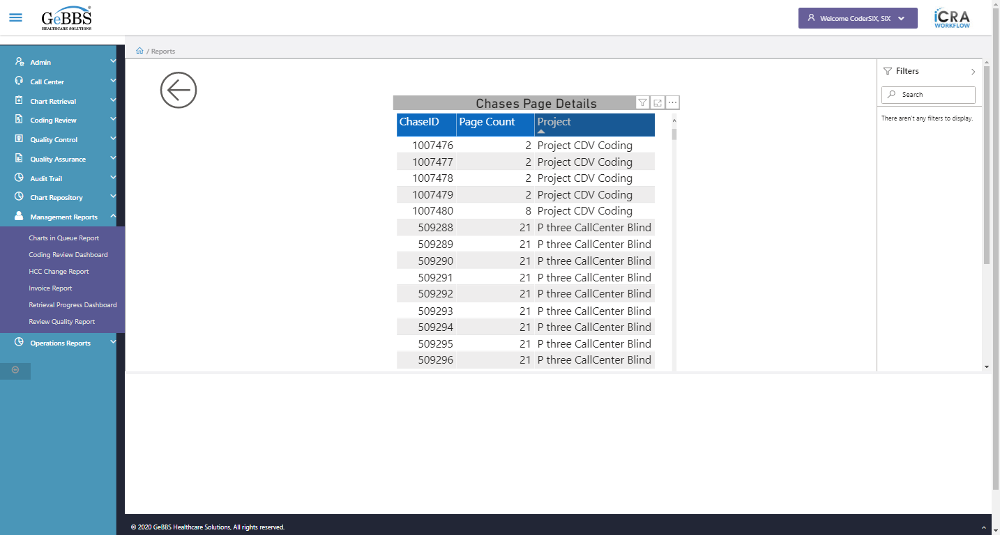 GeBBS
HEALTHCARE SOLUTIONS
Welcome CoderSIX, SIX
iCRA
WORKFLOW
/ Reports
Admin
Call Center
Chart Retrieval
Coding Review
Quality Control
Quality Assurance
Audit Trail
Chart Repository
Management Reports
Charts in Queue Report
Coding Review Dashboard
HCC Change Report
Invoice Report
Retrieval Progress Dashboard
Review Quality Report
Operations Reports
Chases Page Details
ChaseID Page Count Project
1007476 2 Project CDV Coding
1007477 2 Project CDV Coding
1007478 2 Project CDV Coding
1007479 2 Project CDV Coding
1007480 8 Project CDV Coding
509288 21 P three CallCenter Blind
509289 21 P three CallCenter Blind
509290 21 P three CallCenter Blind
509291 21 P three CallCenter Blind
509292 21 P three CallCenter Blind
509293 21 P three CallCenter Blind
509294 21 P three CallCenter Blind
509295 21 P three CallCenter Blind
509296 21 P three CallCenter Blind
Filters
Search
There aren't any filters to display.
© 2020 GeBBS Healthcare Solutions, All rights reserved.